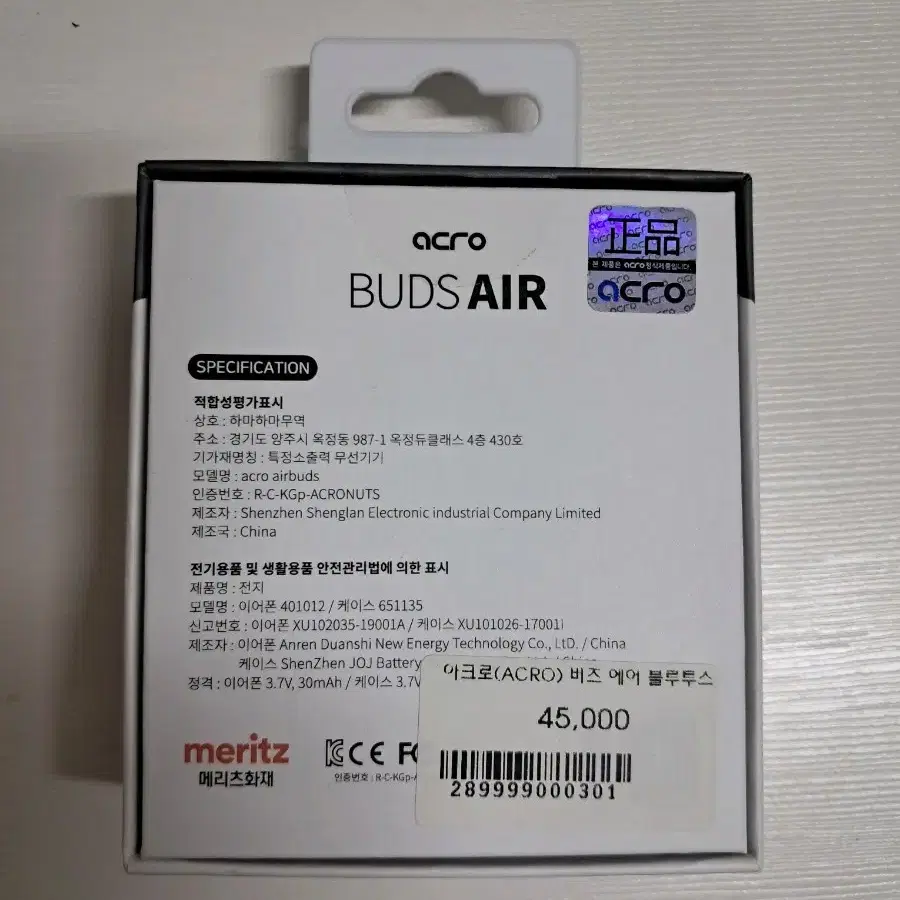 acro
BUDS AIR
正品
본 제품은 acro 정식제품입니다.
acro
SPECIFICATION
적합성평가표시
상호 : 하마하마무역
주소 : 경기도 양주시 옥정동 987-1 옥정듀클래스 4층 430호
기가재명칭 : 특정소출력 무선기기
모델명 : acro airbuds
인증번호 : R-C-KGp-ACRONUTS
제조자 : Shenzhen Shenglan Electronic industrial Company Limited
제조국 : China
전기용품 및 생활용품 안전관리법에 의한 표시
제품명 : 전지
모델명 : 이어폰 401012 / 케이스 651135
신고번호 : 이어폰 XU102035-19001A / 케이스 XU101026-17001
제조자 : 이어폰 Anren Duanshi New Energy Technology Co., LtD. / China
케이스 ShenZhen JOJ Battery
정격 : 이어폰 3.7V, 30mAh / 케이스 3.7V
meritz
메리츠화재
CE FC
인증번호 : R-C-KGp-
아크로(ACRO) 버즈 에어 블루투스
45,000
289999000301